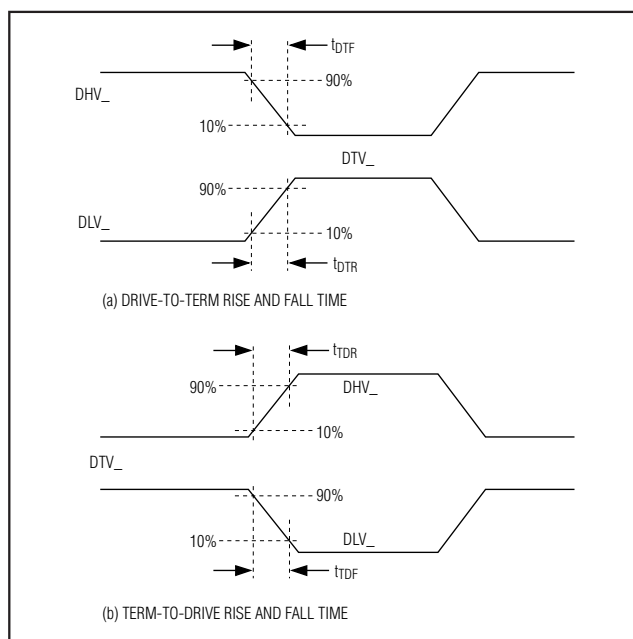 tDTF
90%
DHV_
10%
DTV_
90%
DLV_
10%
tDTR
(a) DRIVE-TO-TERM RISE AND FALL TIME
tTDR
90%
DHV_
10%
DTV_
90%
10%
DLV_
tTDF
(b) TERM-TO-DRIVE RISE AND FALL TIME